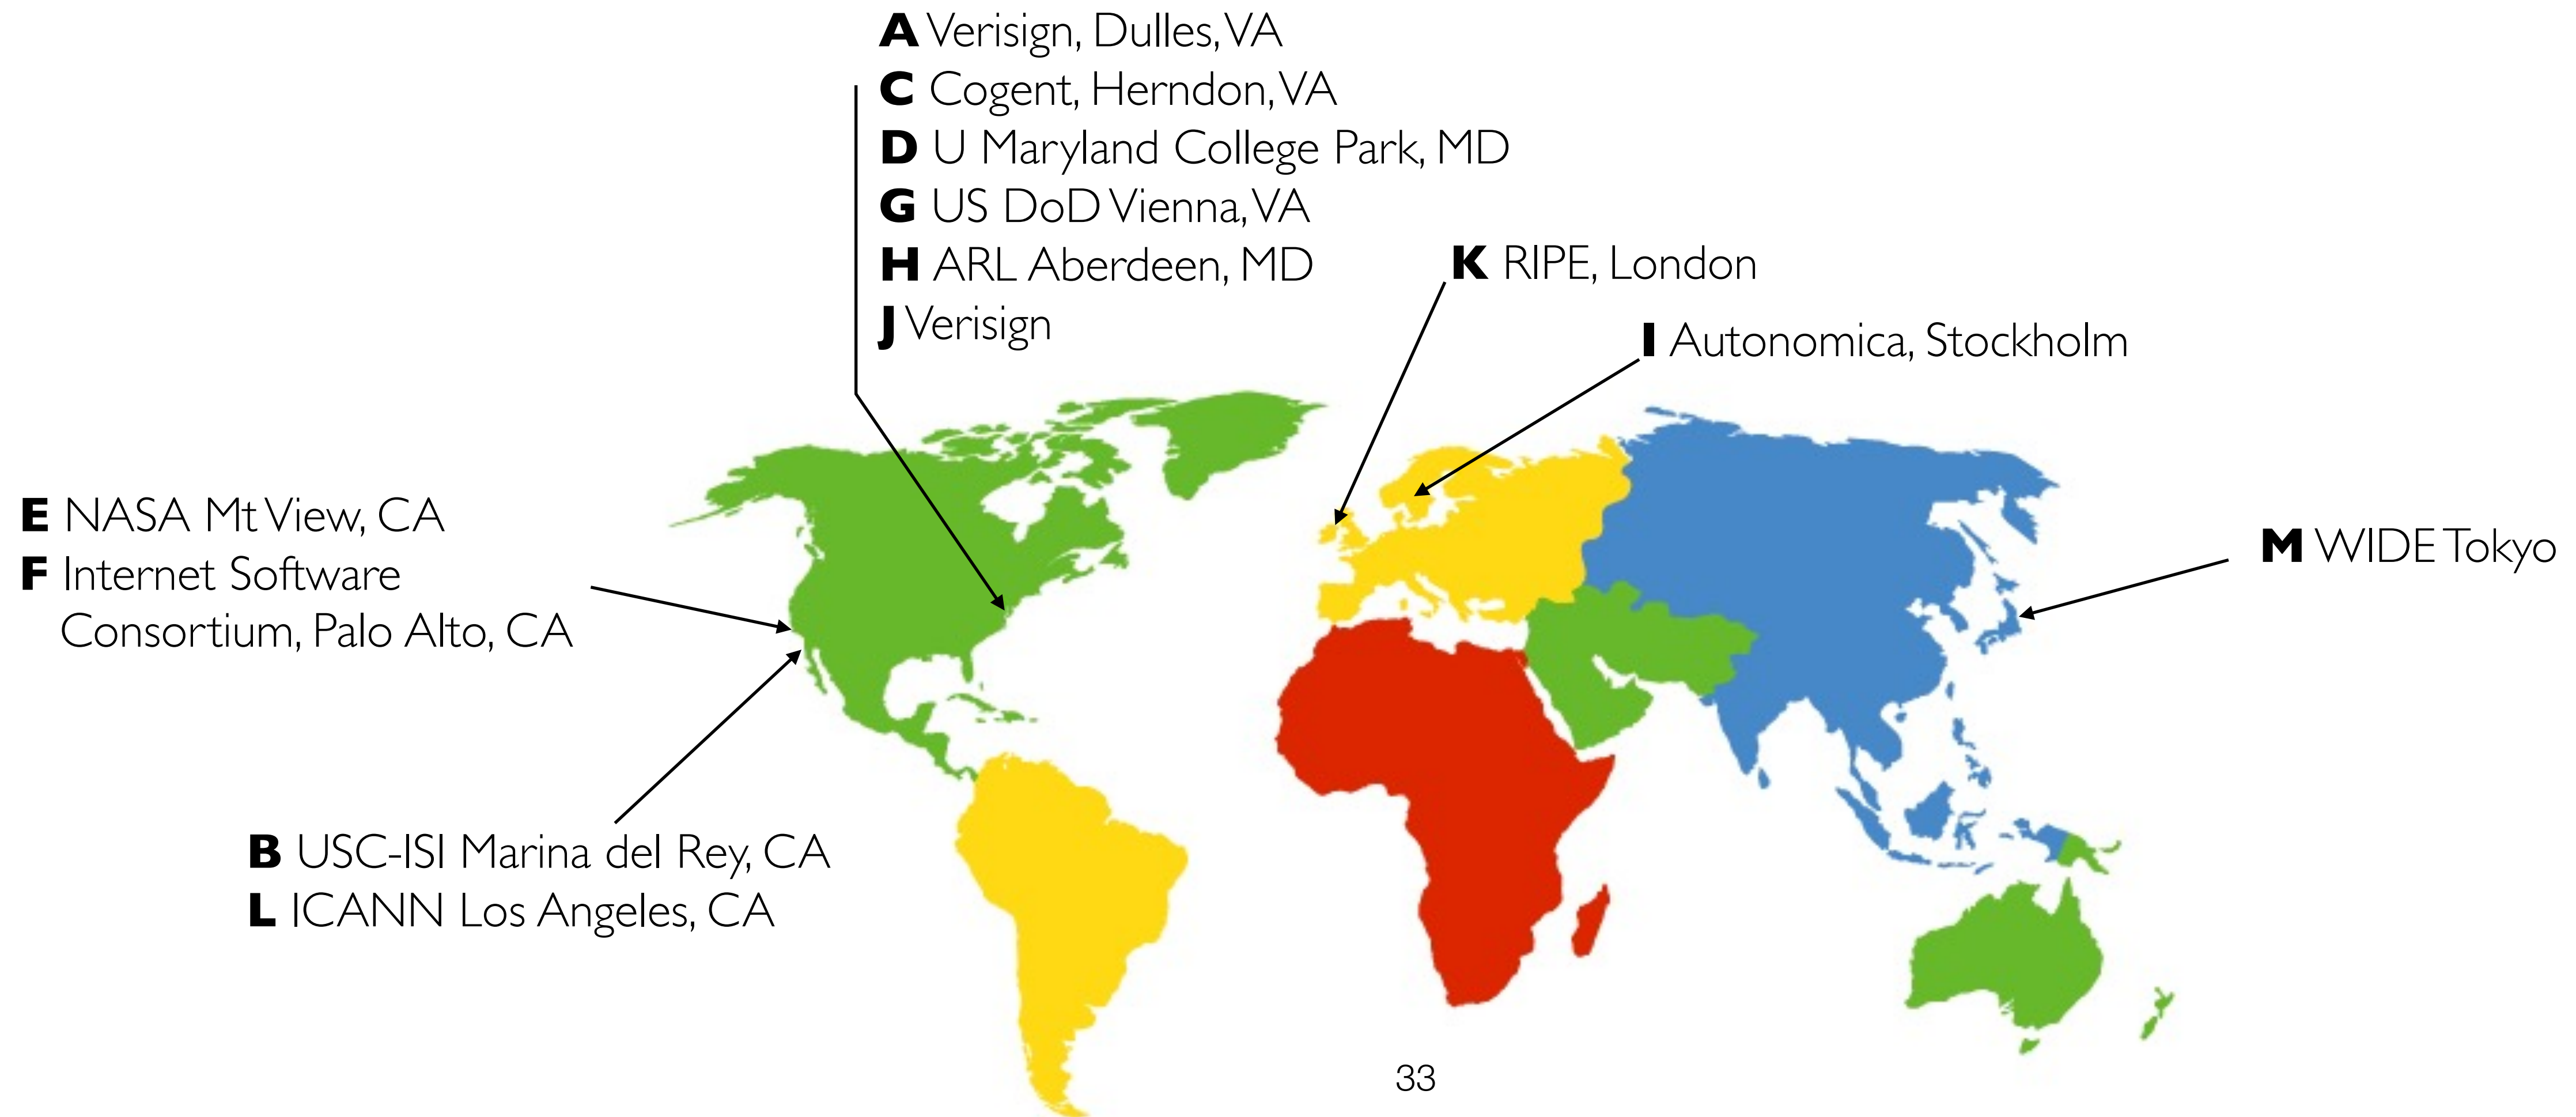 A Verisign, Dulles, VA
C Cogent, Herndon, VA
D U Maryland College Park, MD
G US DoD Vienna, VA
H ARL Aberdeen, MD
J Verisign
K RIPE, London
I Autonomica, Stockholm
E NASA Mt View, CA
F Internet Software
Consortium, Palo Alto, CA
M WIDE Tokyo
B USC-ISI Marina del Rey, CA
L ICANN Los Angeles, CA
33